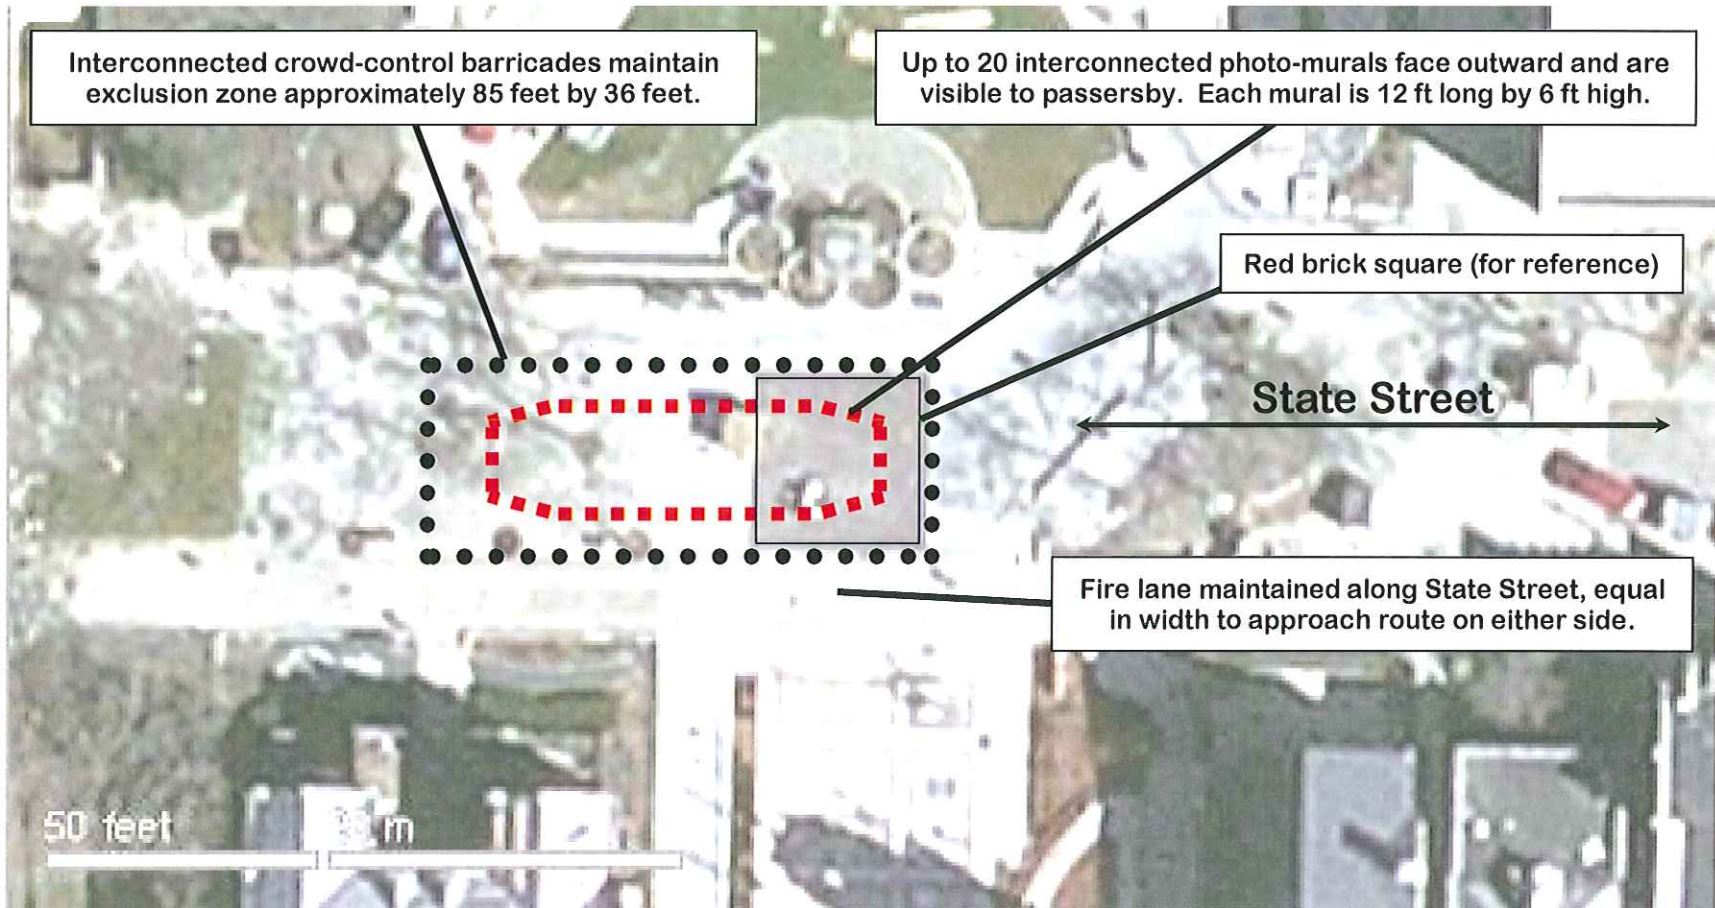 Interconnected crowd-control barricades maintain
exclusion zone approximately 85 feet by 36 feet.
Up to 20 interconnected photo-murals face outward and are
visible to passersby.  Each mural is 12 ft long by 6 ft high.
Red brick square (for reference)
State Street
Fire lane maintained along State Street, equal
in width to approach route on either side.
50 feet
m